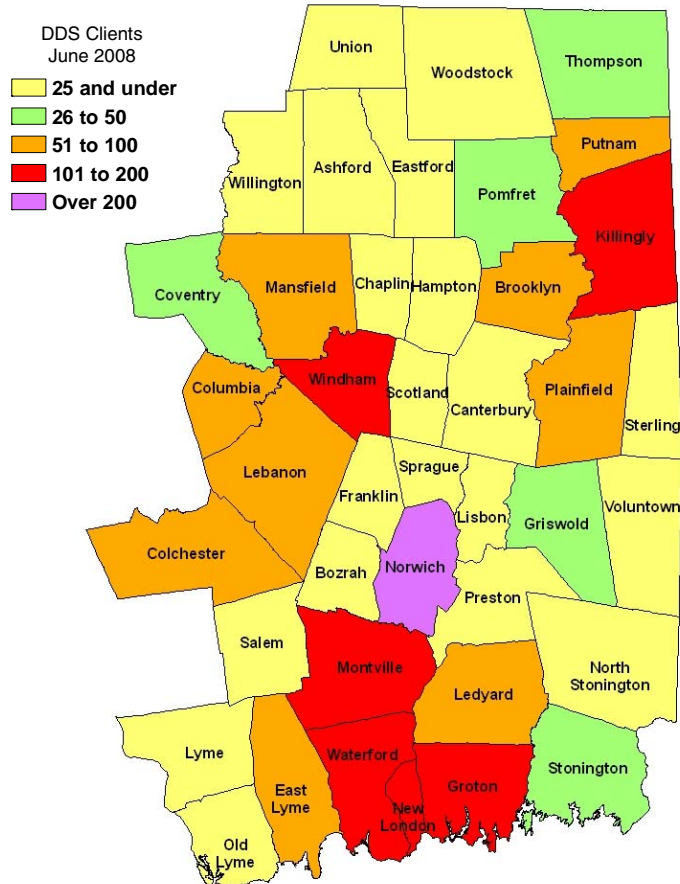 DDS Clients
June 2008
25 and under
26 to 50
51 to 100
101 to 200
Over 200
Union
Woodstock
Thompson
Putnam
Willington
Ashford
Eastford
Pomfret
Killingly
Coventry
Mansfield
Chaplin
Hampton
Brooklyn
Columbia
Windham
Scotland
Canterbury
Plainfield
Sterling
Lebanon
Franklin
Sprague
Lisbon
Griswold
Voluntown
Colchester
Bozrah
Norwich
Preston
Salem
Montville
Ledyard
North
Stonington
Lyme
East
Lyme
Waterford
New
London
Groton
Stonington
Old
Lyme